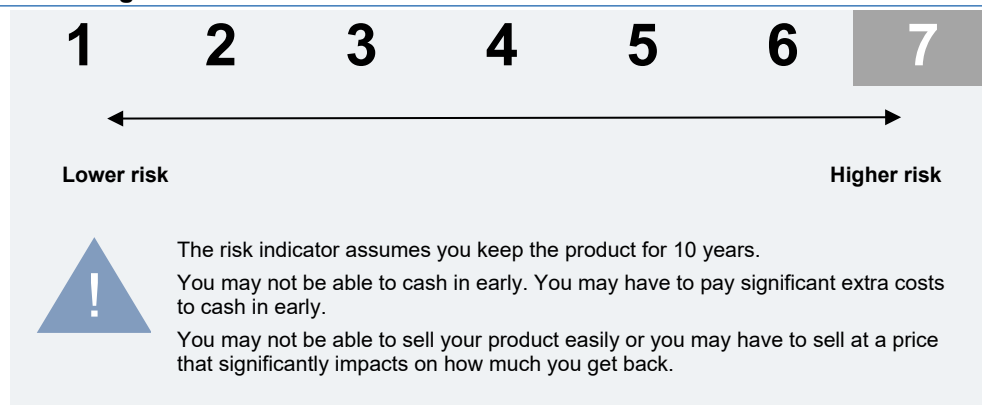 1 2 3 4 5 6 7
Lower risk Higher risk
!
The risk indicator assumes you keep the product for 10 years.
You may not be able to cash in early. You may have to pay significant extra costs
to cash in early.
You may not be able to sell your product easily or you may have to sell at a price
that significantly impacts on how much you get back.